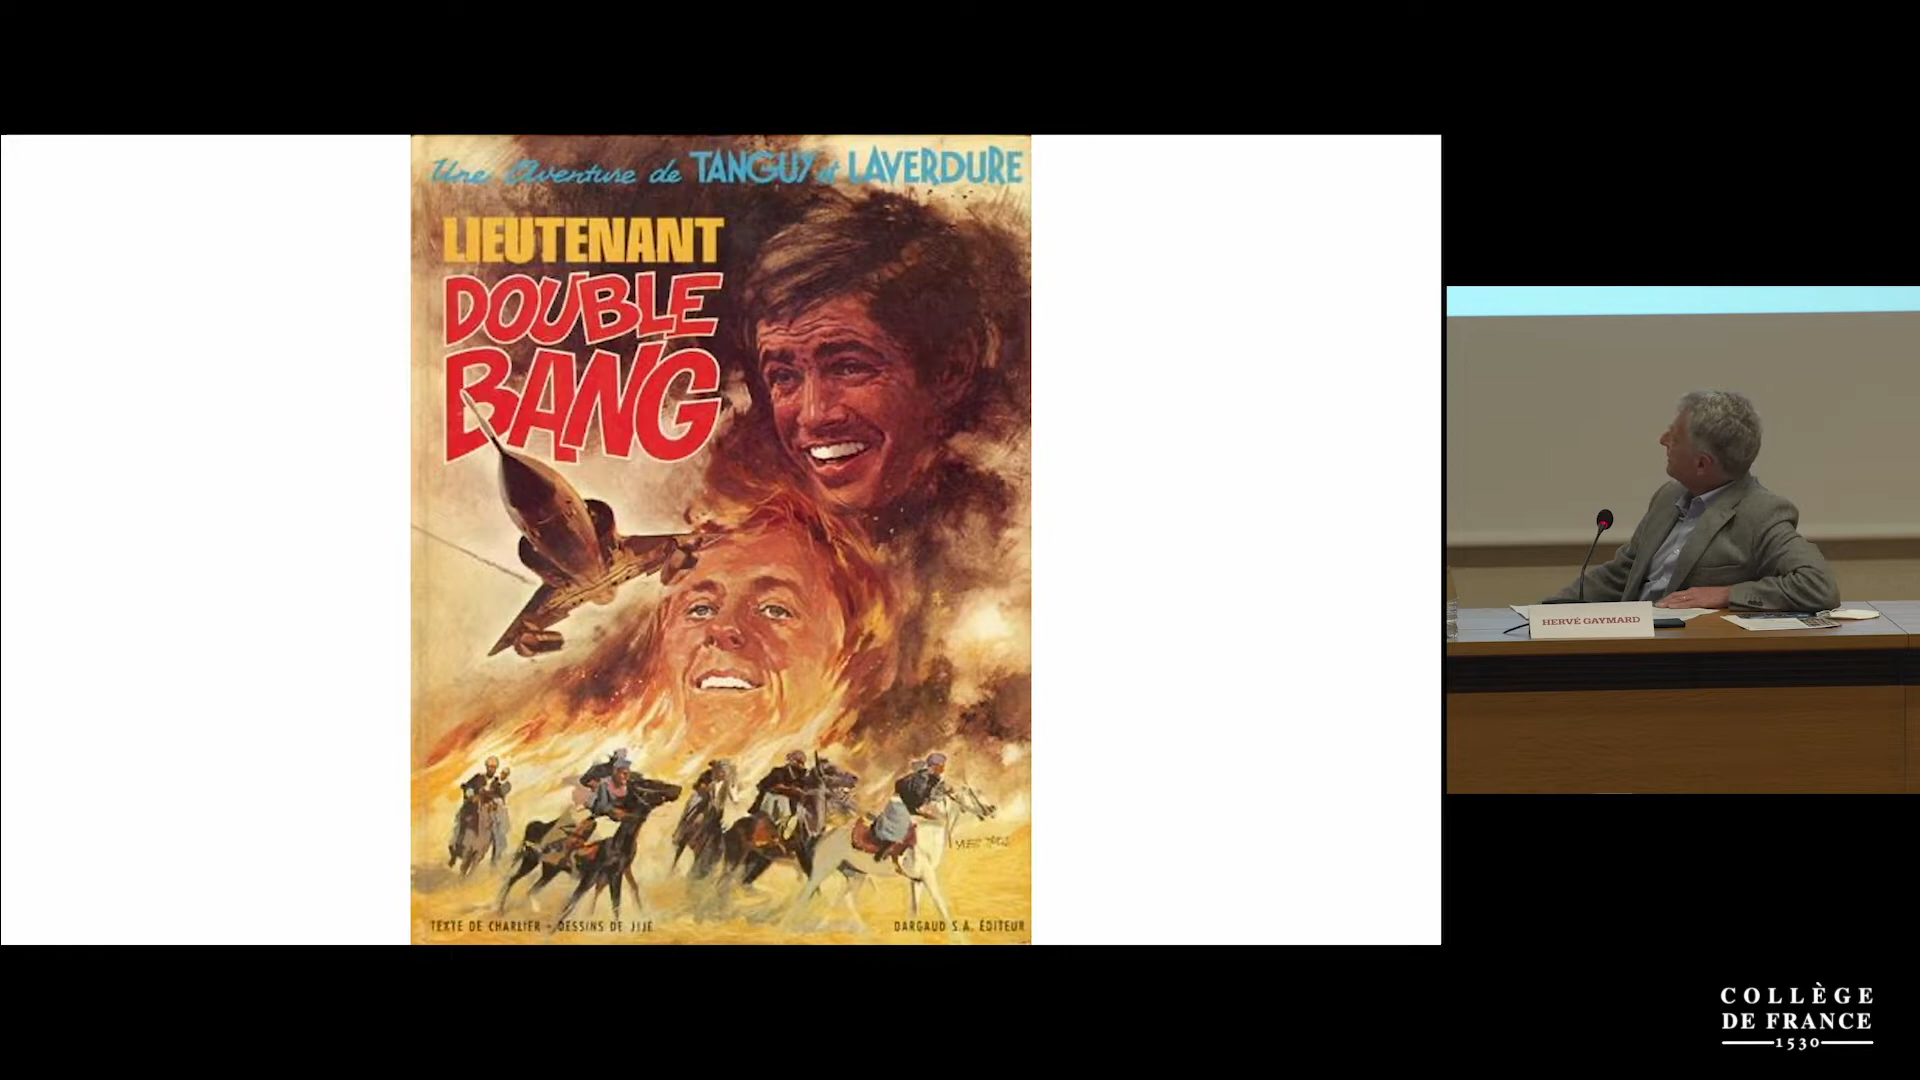 Une Aventure de TANGUY et LAVERDURE
LIEUTENANT
DOUBLE
BANG
TEXTE DE CHARLIER - DESSINS DE JIJÉ
DARGAUD S.A. ÉDITEUR
HERVÉ GAYMARD
COLLÈGE
DE FRANCE
1530